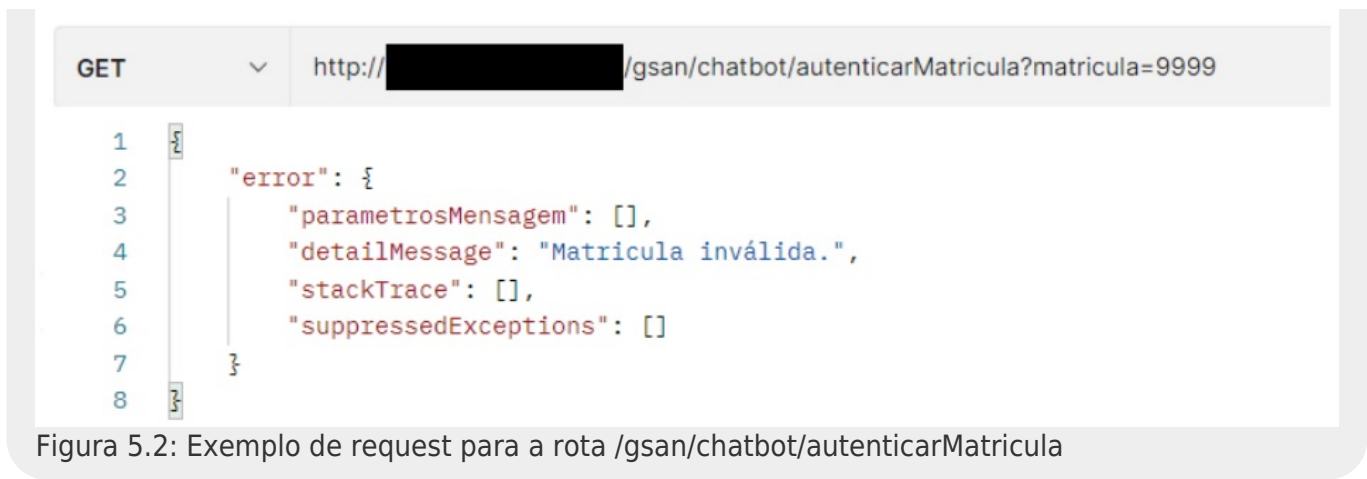 GET http:// /gsan/chatbot/autenticarMatricula?matricula=9999
1 {
2 "error": {
3 "parametrosMensagem": [],
4 "detailMessage": "Matricula inválida.",
5 "stackTrace": [],
6 "suppressedExceptions": []
7 }
8 }
Figura 5.2: Exemplo de request para a rota /gsan/chatbot/autenticarMatricula